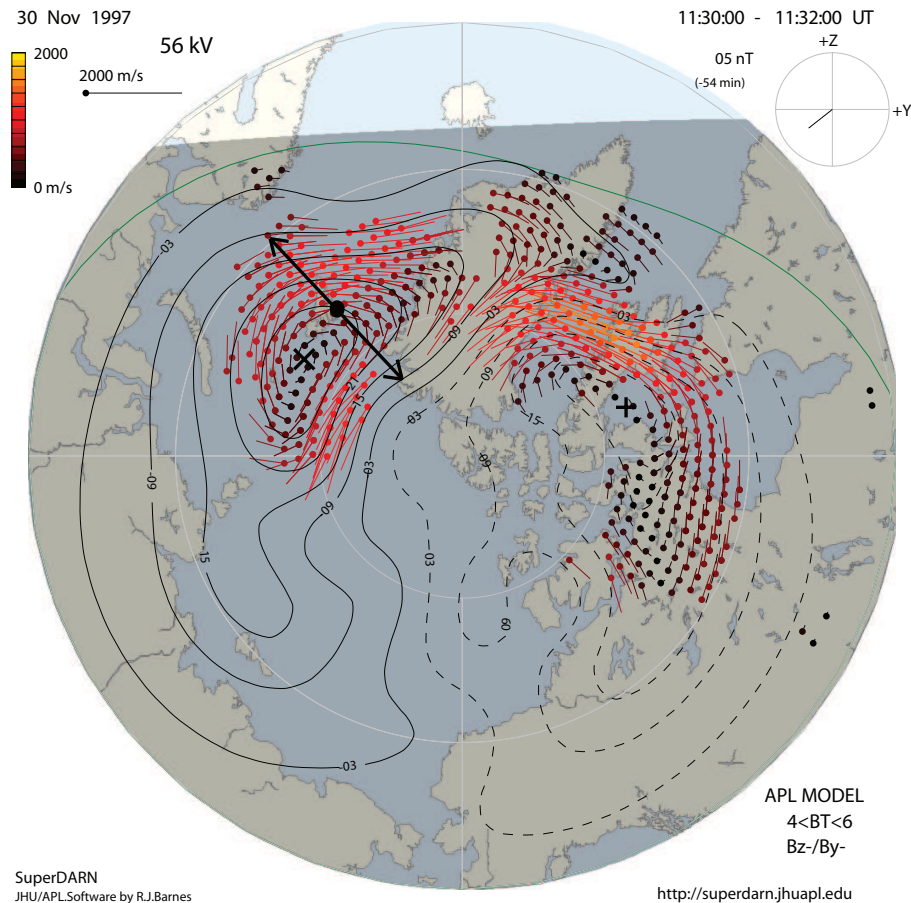 30 Nov 1997
11:30:00 - 11:32:00 UT
56 kV
2000
2000 m/s
0 m/s
+Z
05 nT
(-54 min)
+Y
-03
-03
-03
-09
-09
-21
-15
-15
-03
-09
-03
-09
-03
-09
-15
-03
-09
-03
APL MODEL
4<BT<6
Bz-/By-
SuperDARN
JHU/APL.Software by R.J.Barnes
http://superdarn.jhuapl.edu